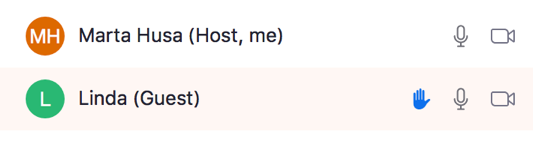 MH Marta Husa (Host, me)
L Linda (Guest)